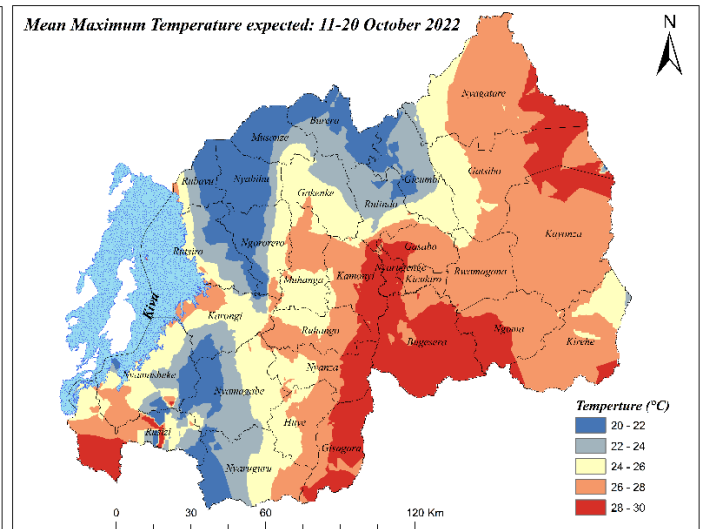 Mean Maximum Temperature expected: 11-20 October 2022
N
Nyagatare
Burera
Musanze
Rubavu
Nyabihu
Gicumbi
Gatsibo
Gakenke
Rulindo
Kayonza
Ngororero
Rutsiro
Gasabo
Nyarugenge
Rwamagana
Muhanga
Kamonyi
Kicukiro
Kivu
Karongi
Ruhango
Bugesera
Ngoma
Kirehe
Nyanza
Nyamasheke
Nyamagabe
Huye
Rusizi
Gisagara
Nyaruguru
Temperture (°C)
20 - 22
22 - 24
24 - 26
26 - 28
28 - 30
0 30 60 120 Km